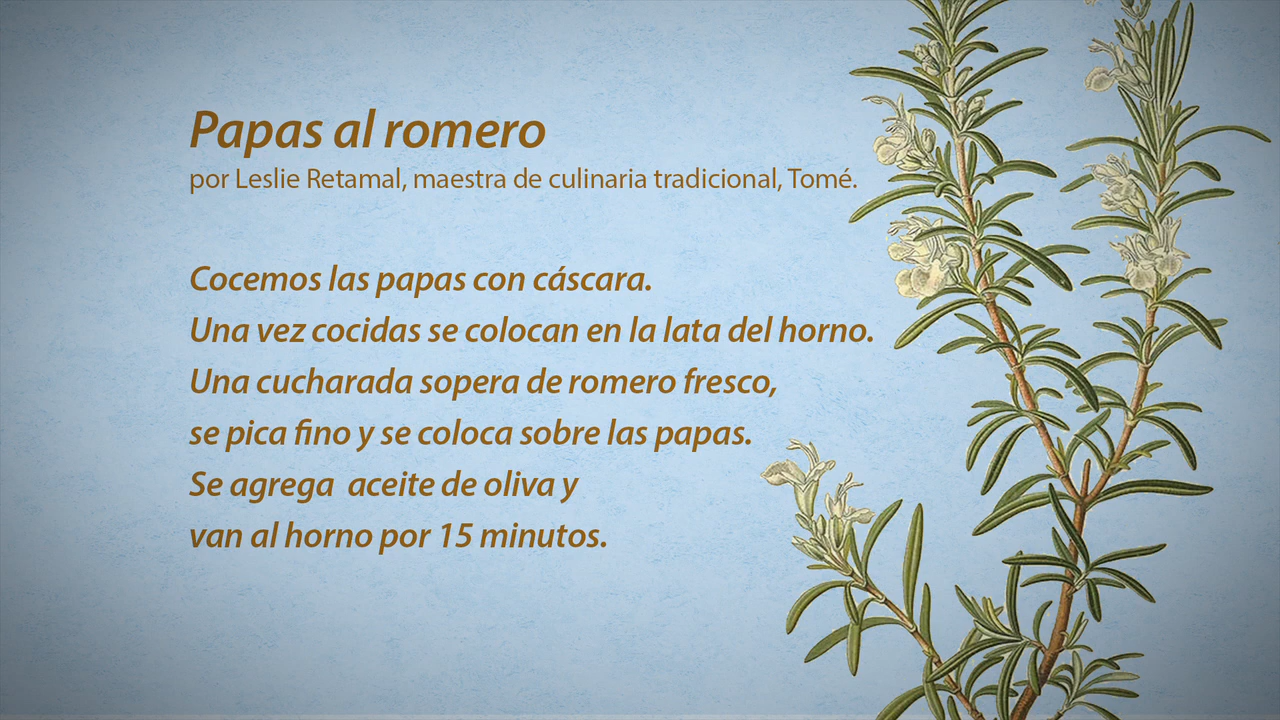 Papas al romero
por Leslie Retamal, maestra de culinaria tradicional, Tomé.
Cocemos las papas con cáscara.
Una vez cocidas se colocan en la lata del horno.
Una cucharada sopera de romero fresco,
se pica fino y se coloca sobre las papas.
Se agrega  aceite de oliva y
van al horno por 15 minutos.